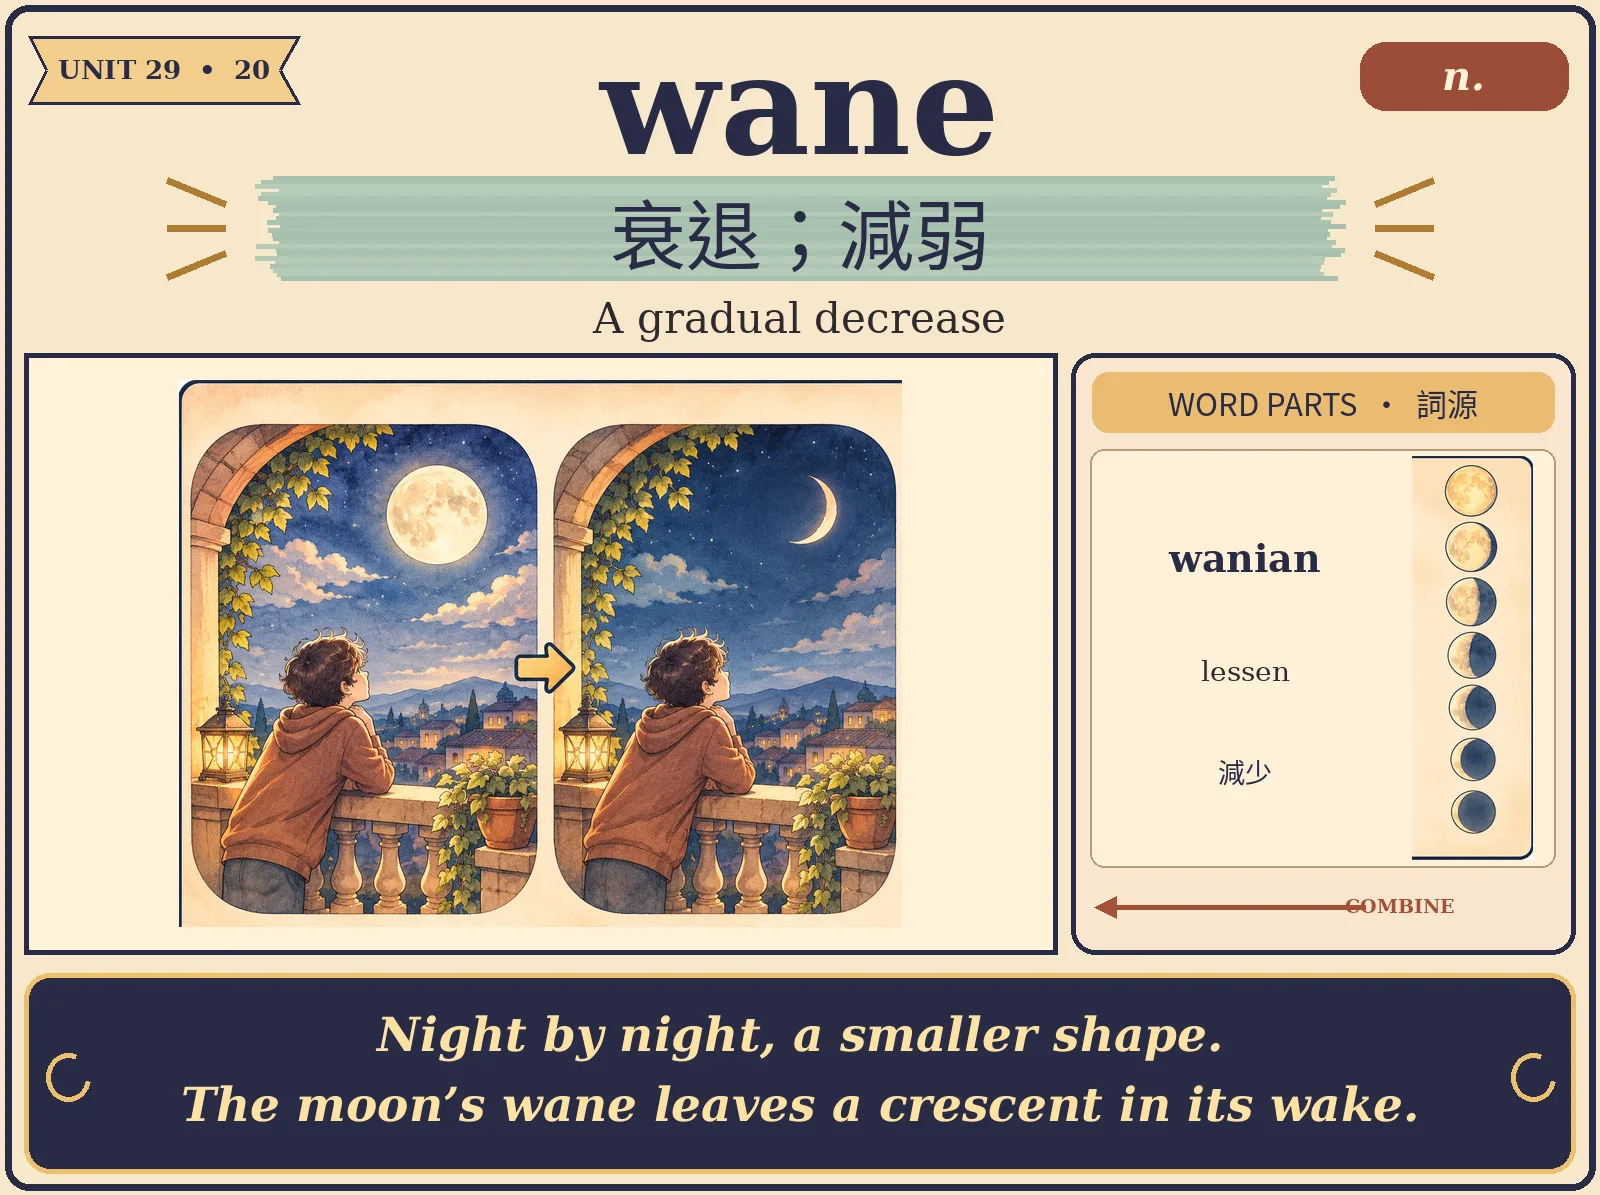 UNIT 29 • 20
n.
wane
衰退；減弱
A gradual decrease
WORD PARTS • 詞源
wanian
lessen
減少
COMBINE
Night by night, a smaller shape.
The moon’s wane leaves a crescent in its wake.